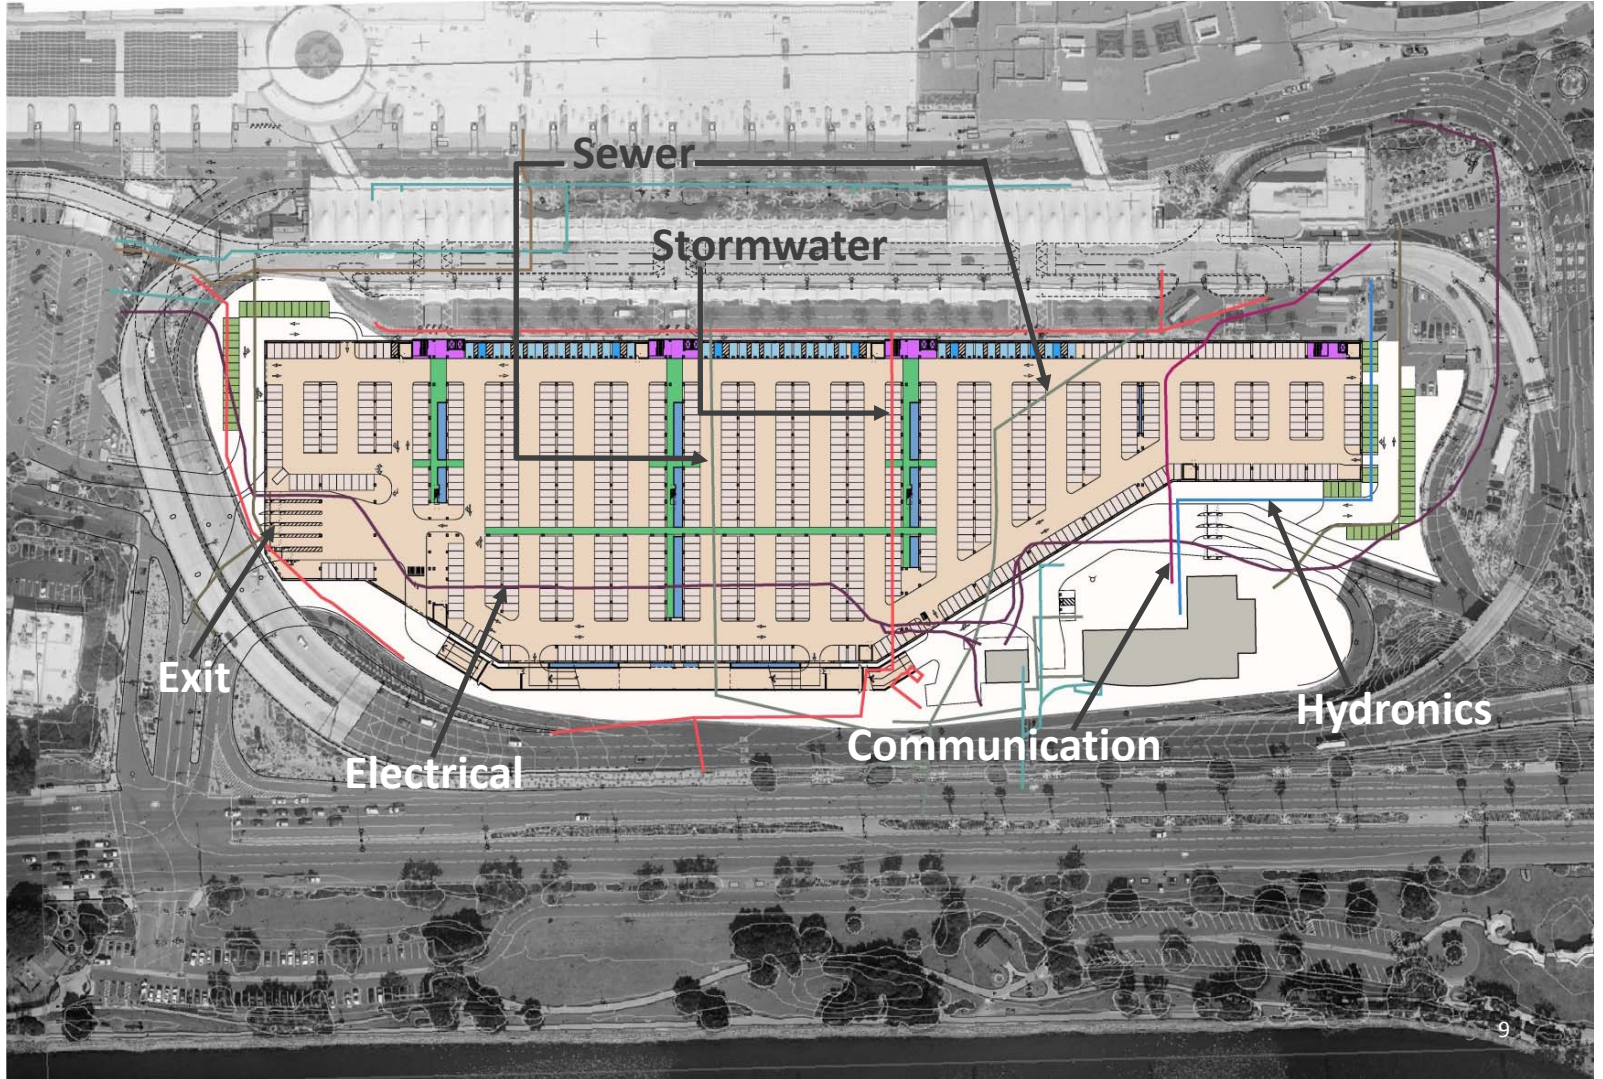 Sewer
Stormwater
Exit
Hydronics
Communication
Electrical
9